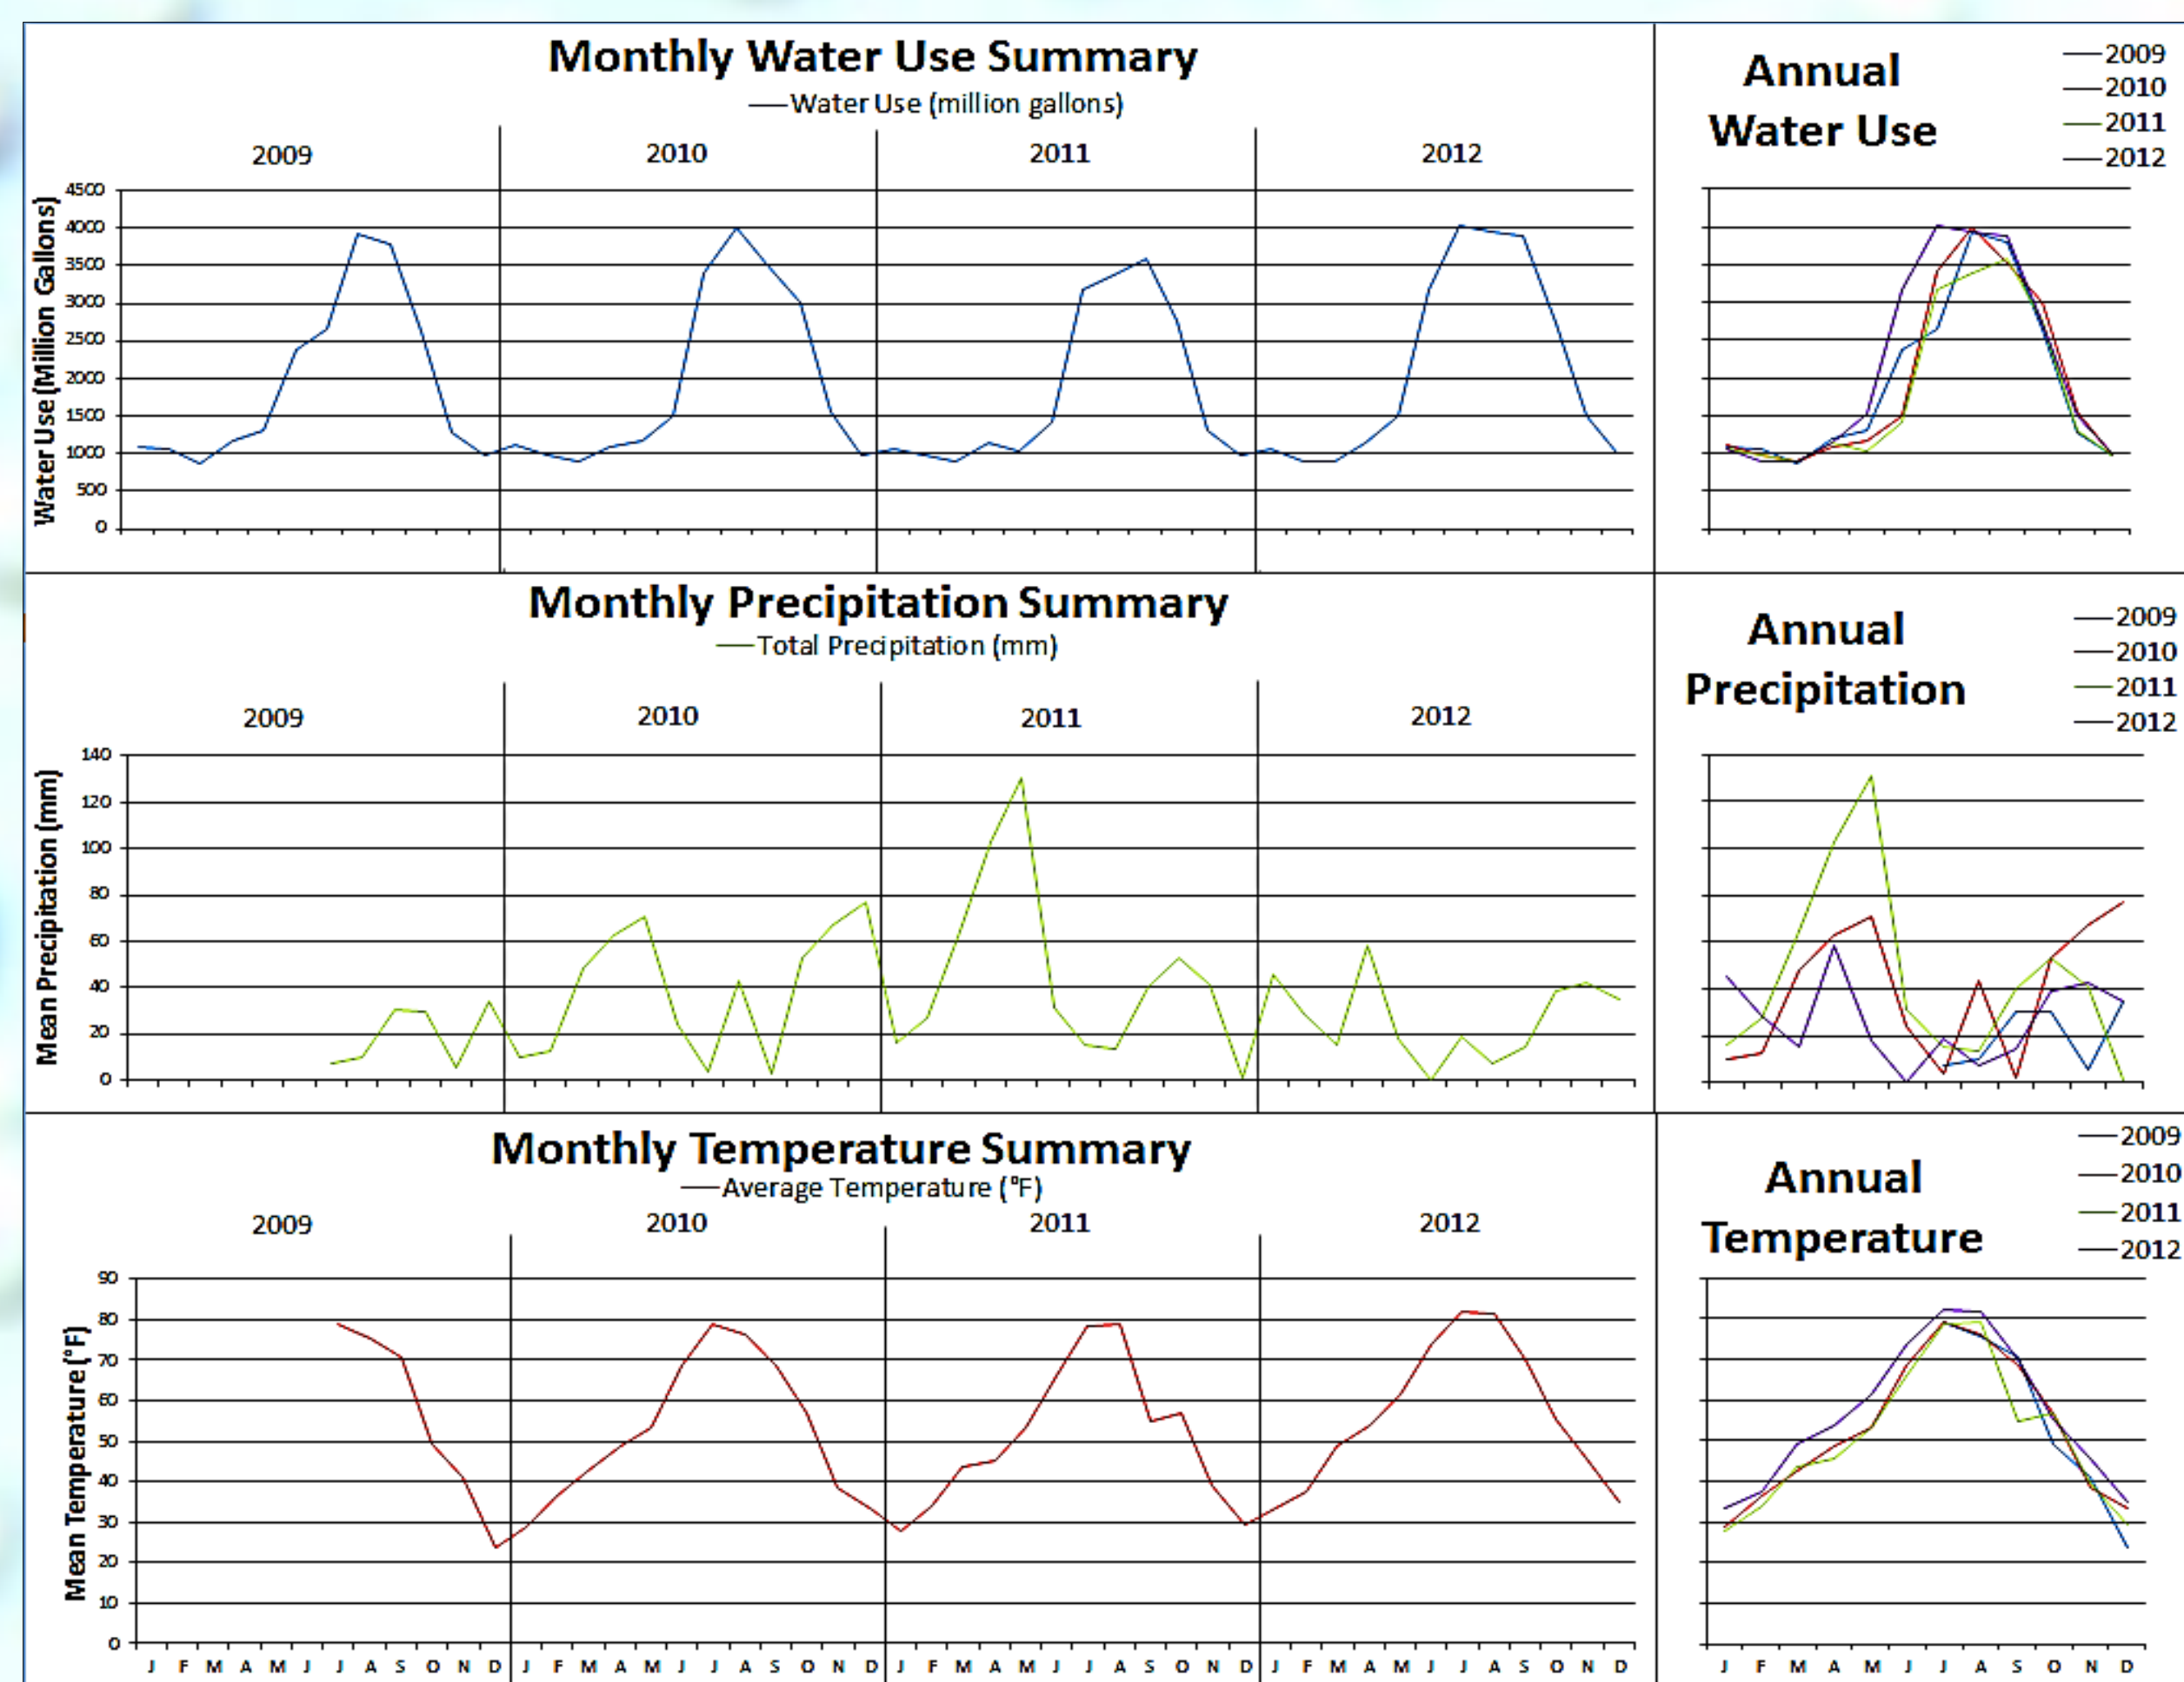 Monthly Water Use Summary
Water Use (million gallons)
2009 2010 2011 2012
Water Use (Million Gallons)
4500
4000
3500
3000
2500
2000
1500
1000
500
0
Annual
Water Use
2009
2010
2011
2012
Monthly Precipitation Summary
Total Precipitation (mm)
2009 2010 2011 2012
Mean Precipitation (mm)
140
120
100
80
60
40
20
0
Annual
Precipitation
2009
2010
2011
2012
Monthly Temperature Summary
Average Temperature (°F)
2009 2010 2011 2012
Mean Temperature (°F)
90
80
70
60
50
40
30
20
10
0
J F M A M J J A S O N D J F M A M J J A S O N D J F M A M J J A S O N D J F M A M J J A S O N D
Annual
Temperature
2009
2010
2011
2012
J F M A M J J A S O N D